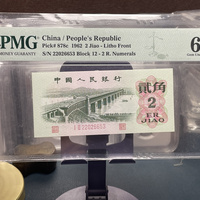 PMG
China / People's Republic
Pick# 878c 1962 2 Jiao - Litho Front
S/N 22026653 Block 12 - 3 R. Numerals
6
中国人民银行
贰角
2
ER JIAO
22026653